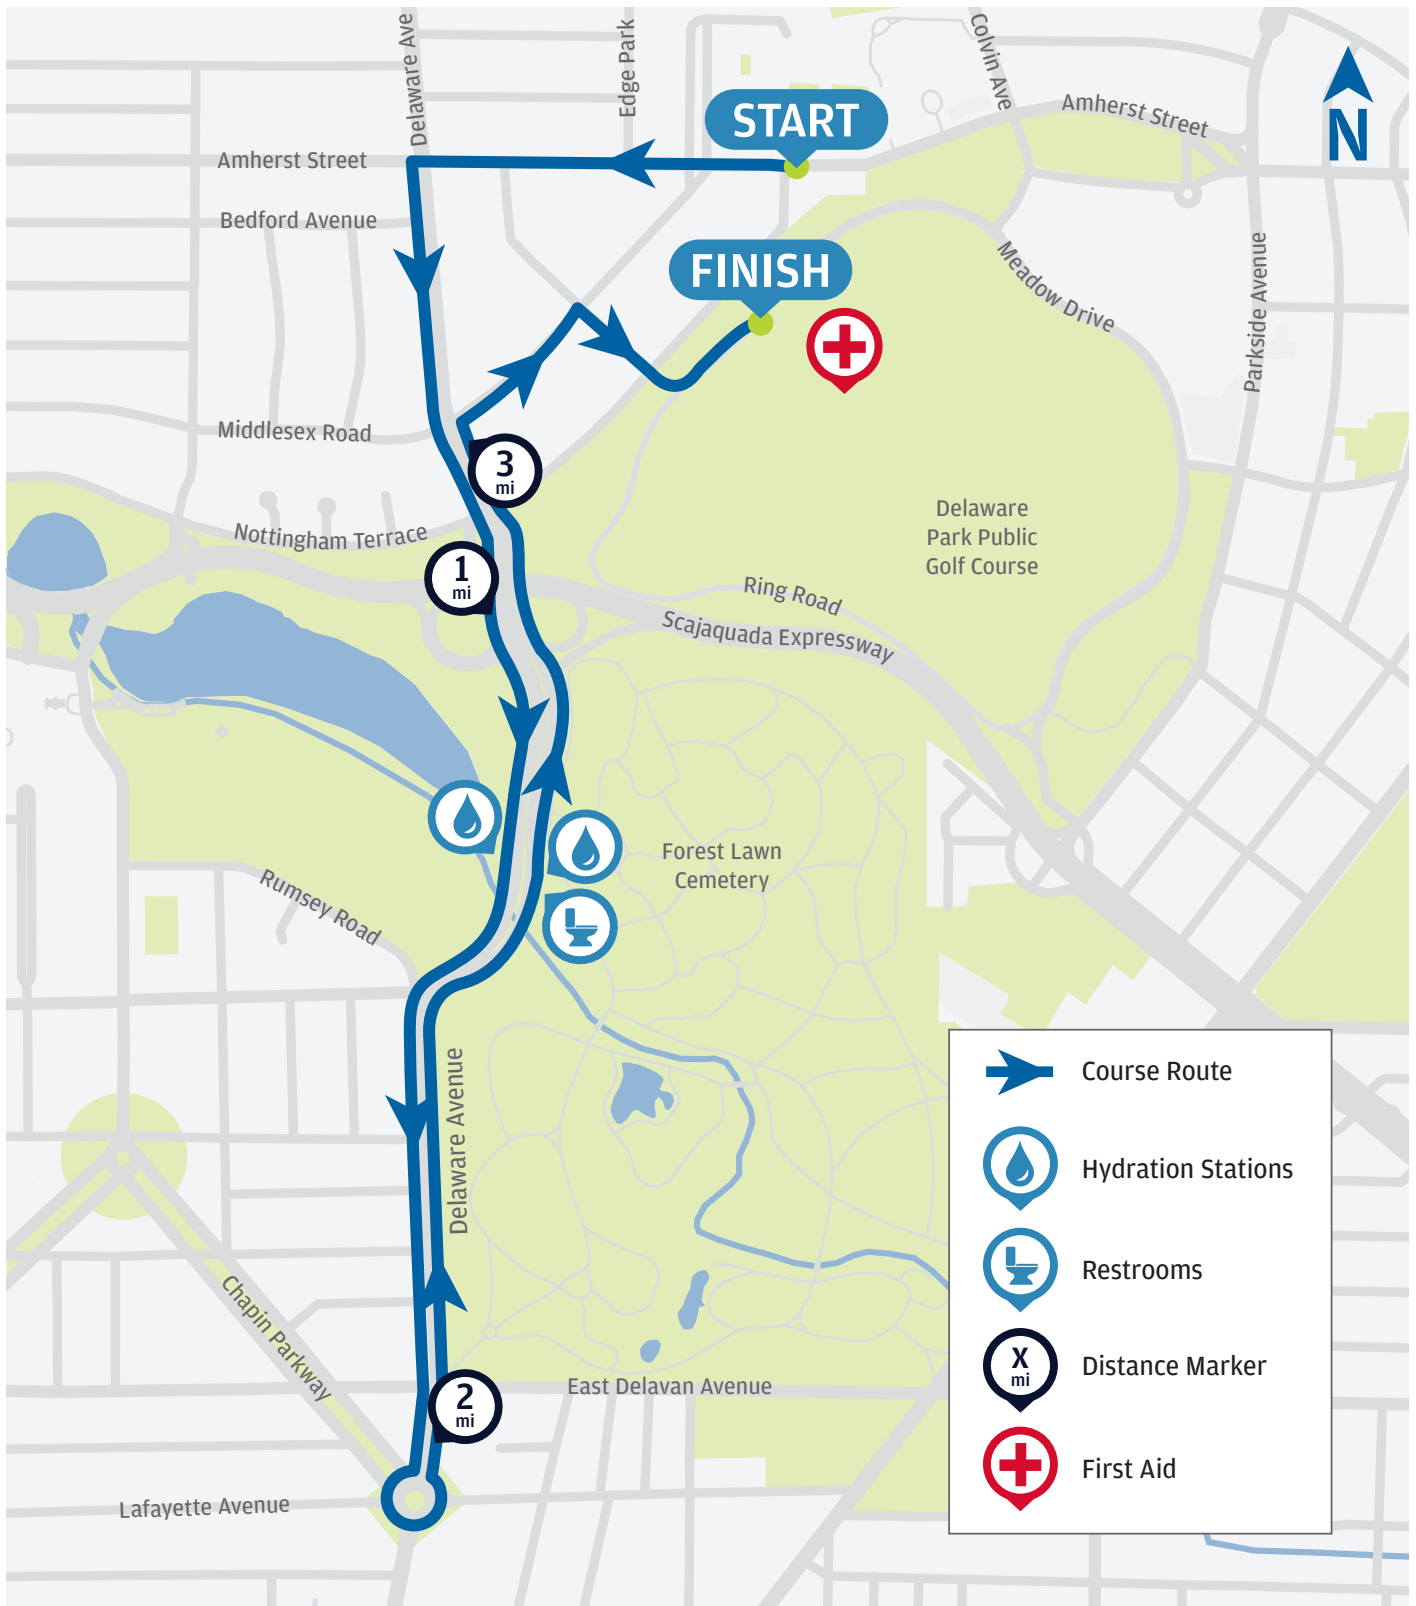 Delaware Ave
Edge Park
Colvin Ave
Amherst Street
START
N
Amherst Street
Bedford Avenue
FINISH
Meadow Drive
Parkside Avenue
Middlesex Road
3
mi
Nottingham Terrace
1
mi
Delaware
Park Public
Golf Course
Ring Road
Scajaquada Expressway
Forest Lawn
Cemetery
Rumsey Road
Delaware Avenue
Chapin Parkway
2
mi
East Delavan Avenue
Lafayette Avenue
Course Route
Hydration Stations
Restrooms
X
mi
Distance Marker
First Aid